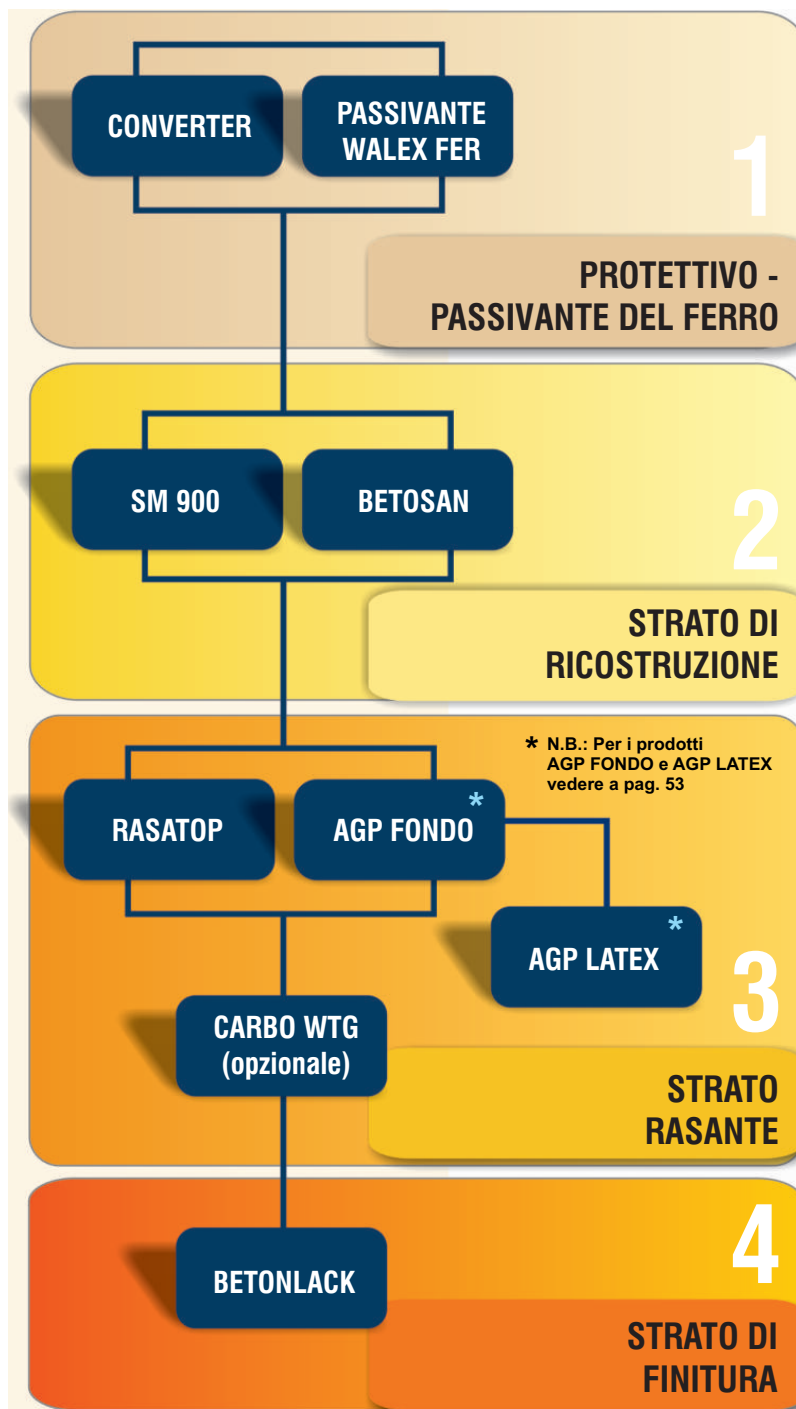 CONVERTER
PASSIVANTE
WALEX FER
1
PROTETTIVO -
PASSIVANTE DEL FERRO
SM 900
BETOSAN
2
STRATO DI
RICOSTRUZIONE
* N.B.: Per i prodotti
AGP FONDO e AGP LATEX
vedere a pag. 53
RASATOP
AGP FONDO *
AGP LATEX *
CARBO WTG
(opzionale)
3
STRATO
RASANTE
BETONLACK
4
STRATO DI
FINITURA